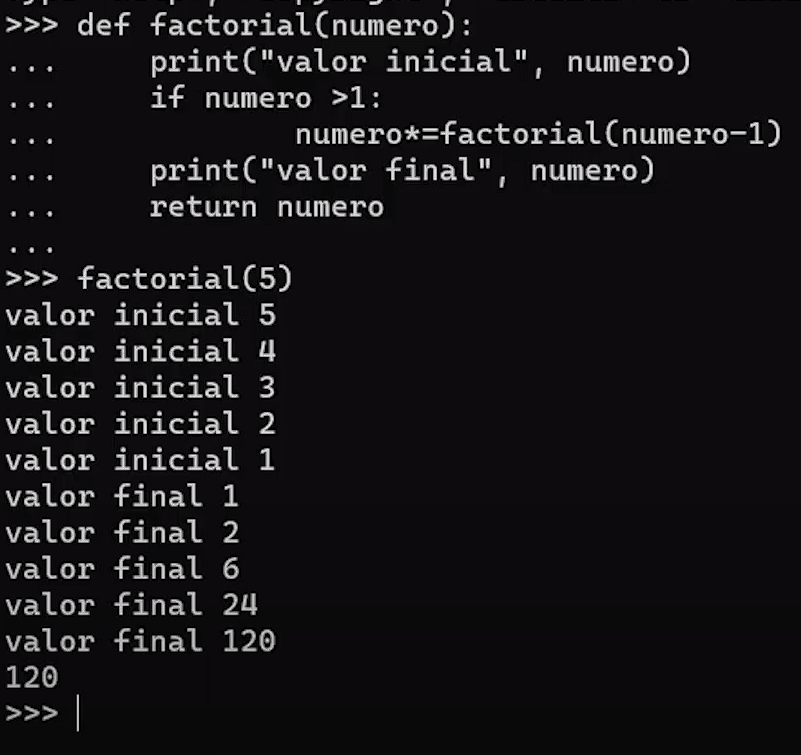 >>> def factorial(numero):
...     print("valor inicial", numero)
...     if numero >1:
...             numero*=factorial(numero-1)
...     print("valor final", numero)
...     return numero
...
>>> factorial(5)
valor inicial 5
valor inicial 4
valor inicial 3
valor inicial 2
valor inicial 1
valor final 1
valor final 2
valor final 6
valor final 24
valor final 120
120
>>>